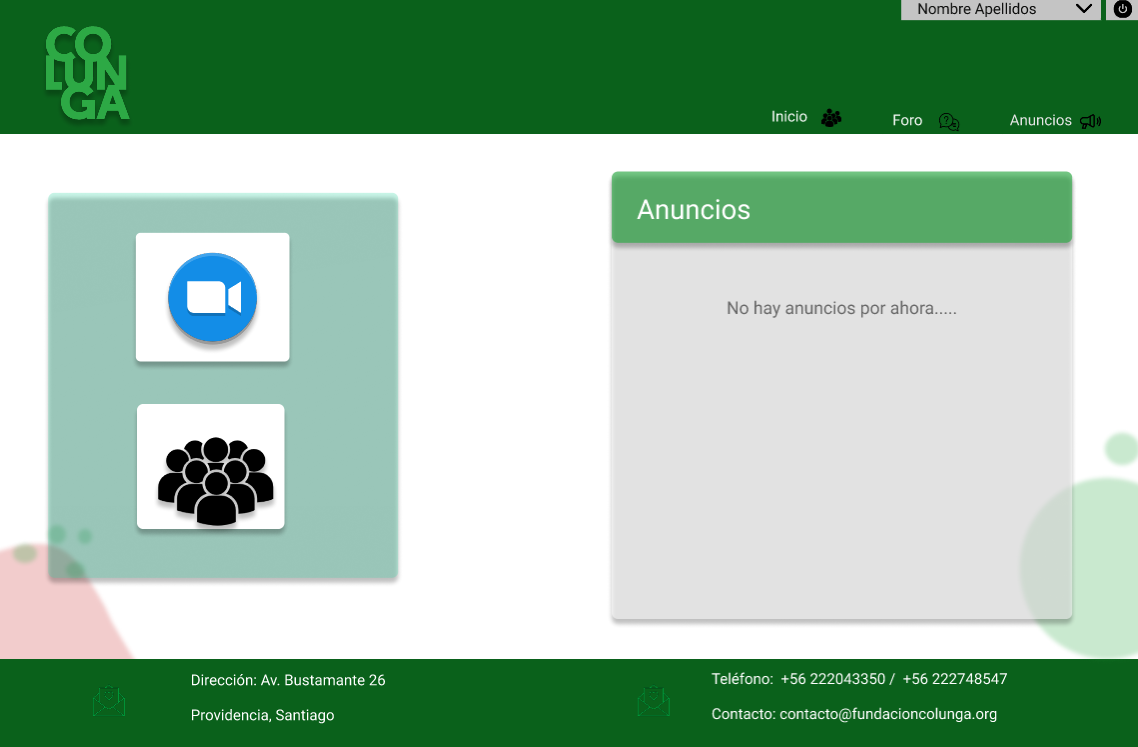 Nombre Apellidos
CO
LUN
GA
Inicio
Foro
Anuncios
Anuncios
No hay anuncios por ahora.....
Dirección: Av. Bustamante 26
Providencia, Santiago
Teléfono: +56 222043350 / +56 222748547
Contacto: contacto@fundacioncolunga.org